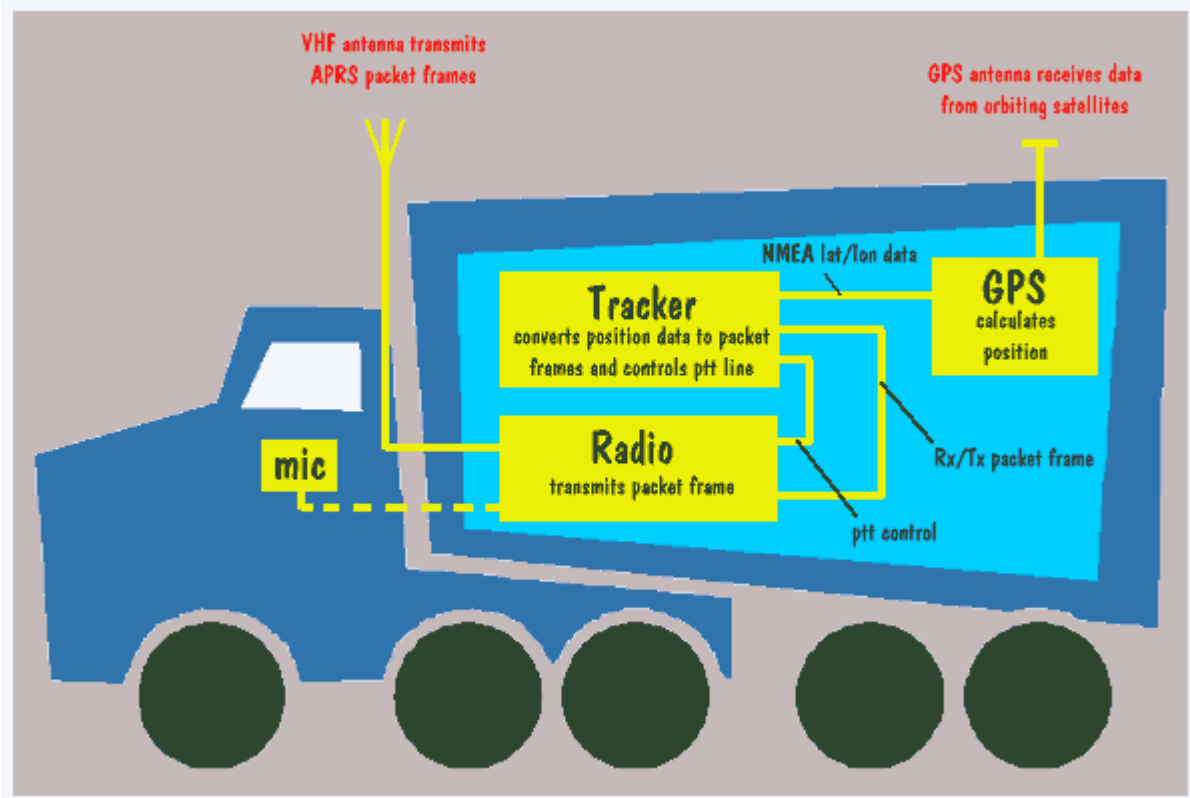 VHF antenna transmits
APRS packet frames
GPS antenna receives data
from orbiting satellites
NMEA lat/lon data
GPS
calculates
position
Tracker
converts position data to packet
frames and controls ptt line
Radio
transmits packet frame
mic
Rx/Tx packet frame
ptt control